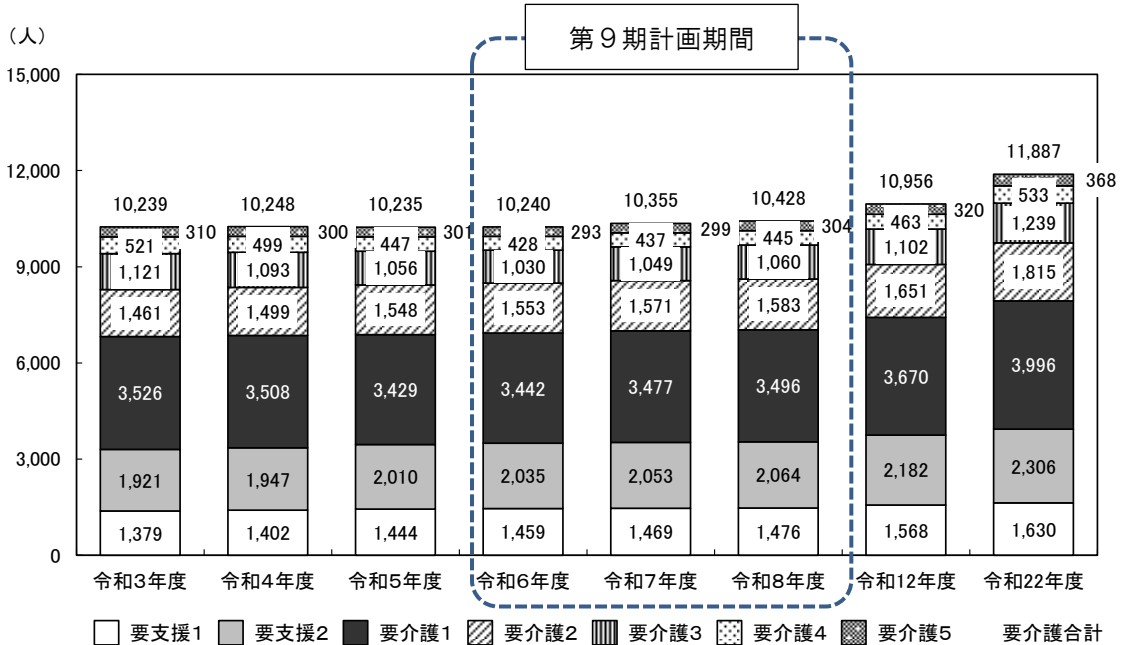 第９期計画期間
（人）
15,000
12,000
9,000
6,000
3,000
0
10,239 10,248 10,235 10,240 10,355 10,428 10,956 11,887
310 300 301 293 299 304 320 368
521 499 447 428 437 445 463 533
1,121 1,093 1,056 1,030 1,049 1,060 1,102 1,239
1,461 1,499 1,548 1,553 1,571 1,583 1,651 1,815
3,526 3,508 3,429 3,442 3,477 3,496 3,670 3,996
1,921 1,947 2,010 2,035 2,053 2,064 2,182 2,306
1,379 1,402 1,444 1,459 1,469 1,476 1,568 1,630
令和3年度 令和4年度 令和5年度 令和6年度 令和7年度 令和8年度 令和12年度 令和22年度
要支援1 要支援2 要介護1 要介護2 要介護3 要介護4 要介護5 要介護合計